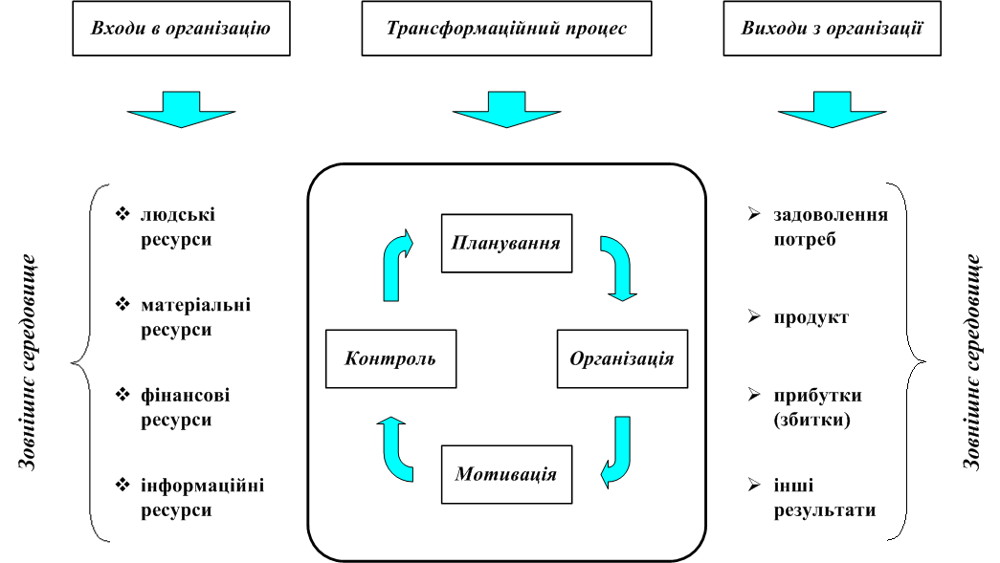 Входи в організацію
Трансформаційний процес
Виходи з організації
Зовнішнє середовище
людські
ресурси
матеріальні
ресурси
фінансові
ресурси
інформаційні
ресурси
Планування
Контроль
Організація
Мотивація
задоволення
потреб
продукт
прибутки
(збитки)
інші
результати
Зовнішнє середовище